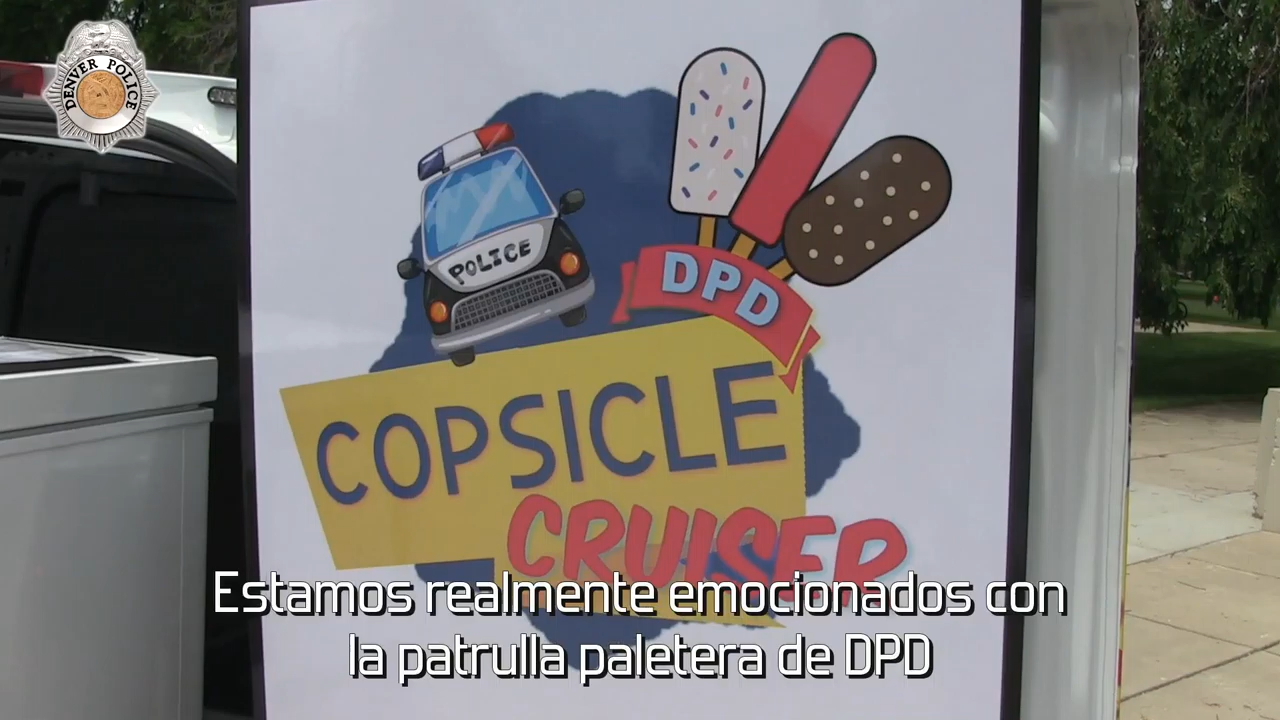 DENVER POLICE
POLICE
DPD
COPSICLE
CRUISER
Estamos realmente emocionados con
la patrulla paletera de DPD